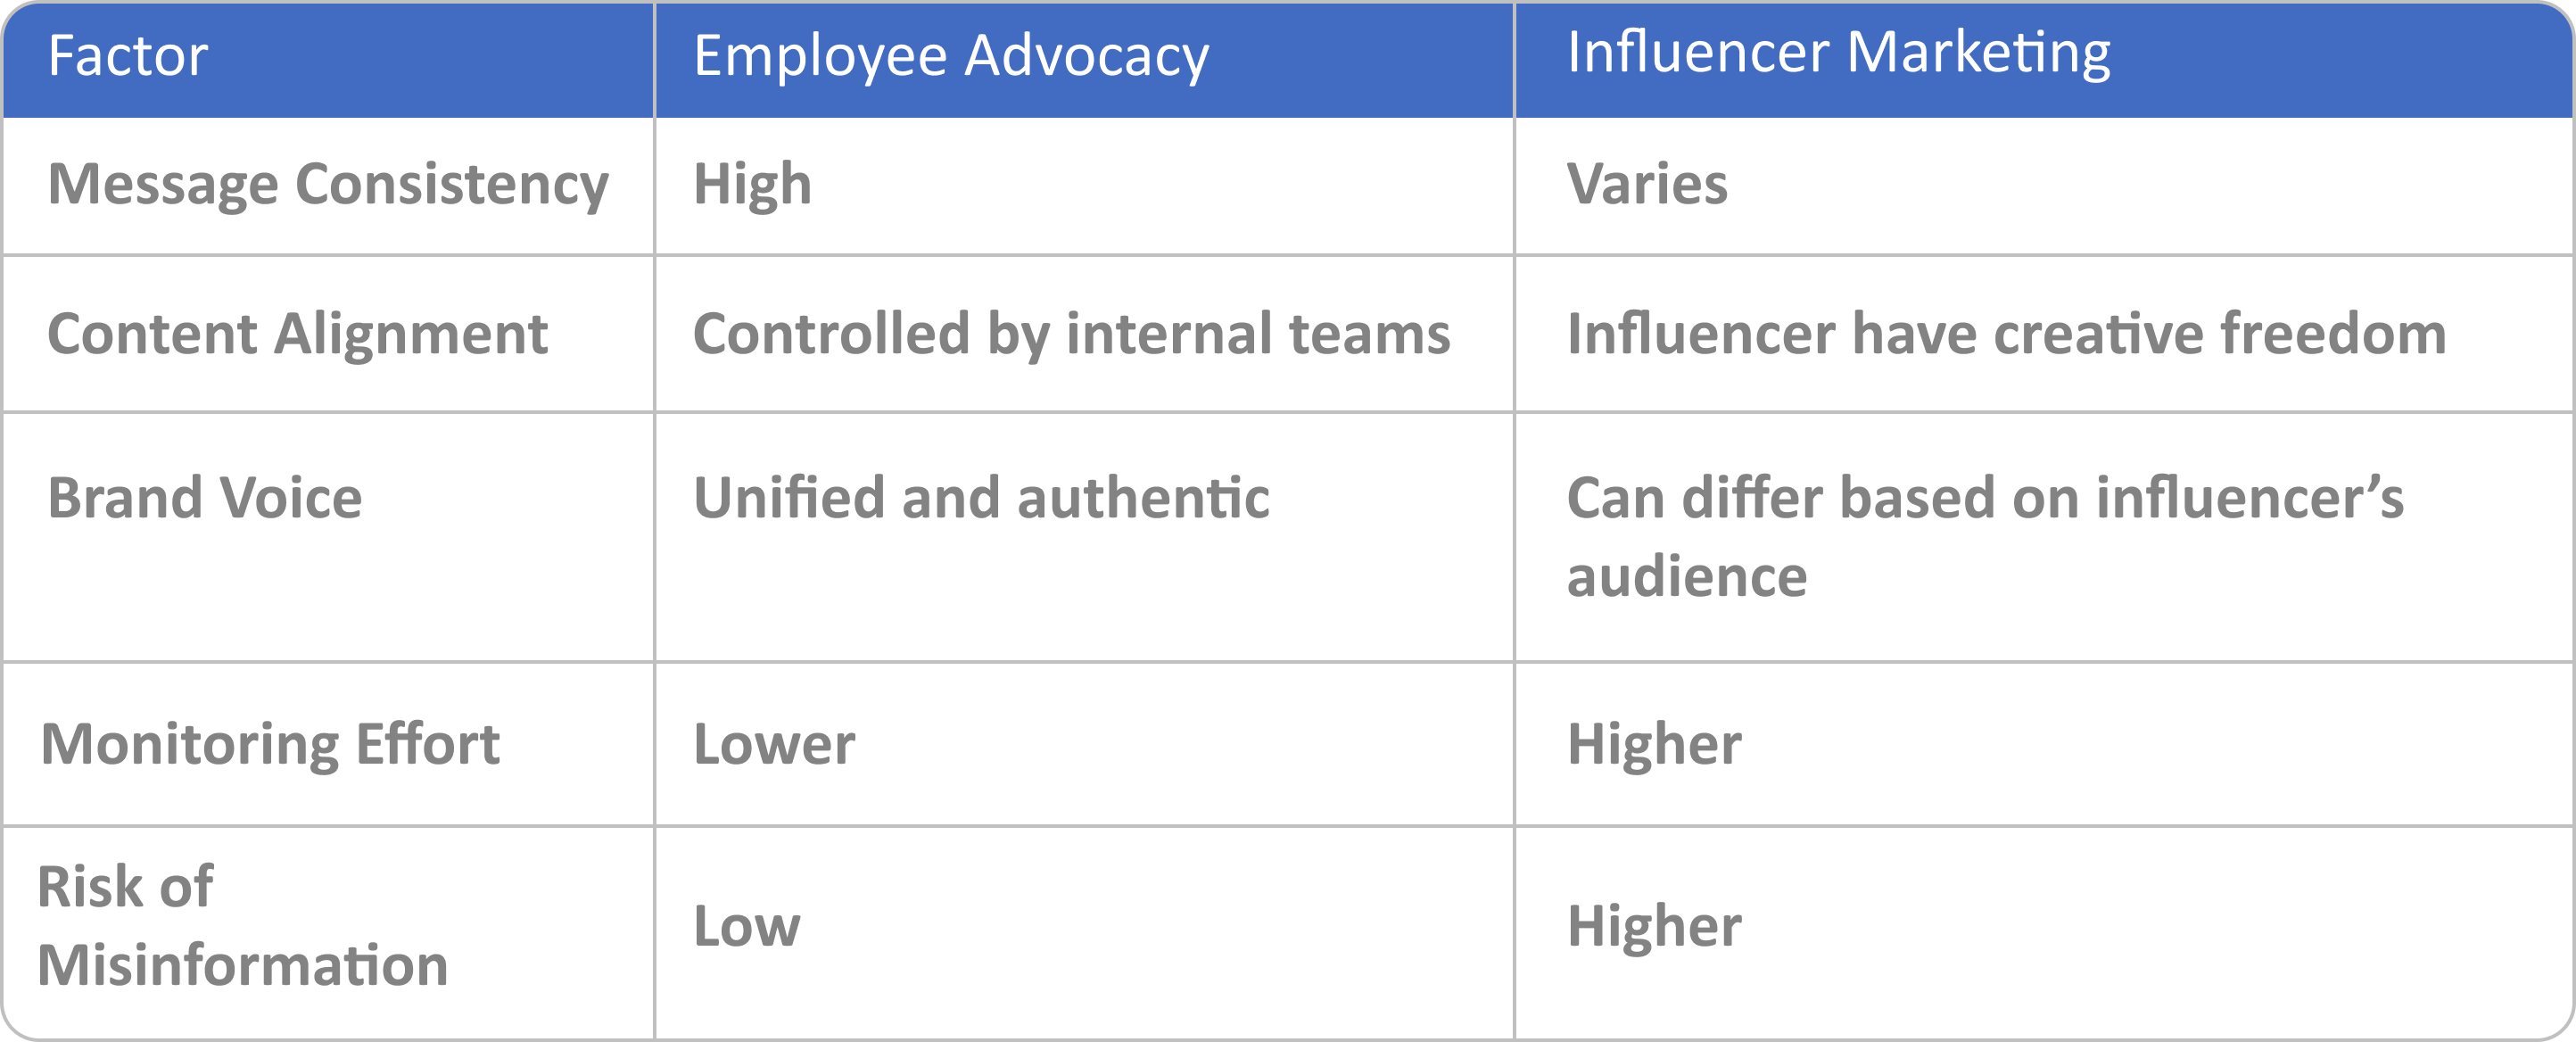 Factor Employee Advocacy Influencer Marketing
Message Consistency High Varies
Content Alignment Controlled by internal teams Influencer have creative freedom
Brand Voice Unified and authentic Can differ based on influencer’s
audience
Monitoring Effort Lower Higher
Risk of
Misinformation Low Higher